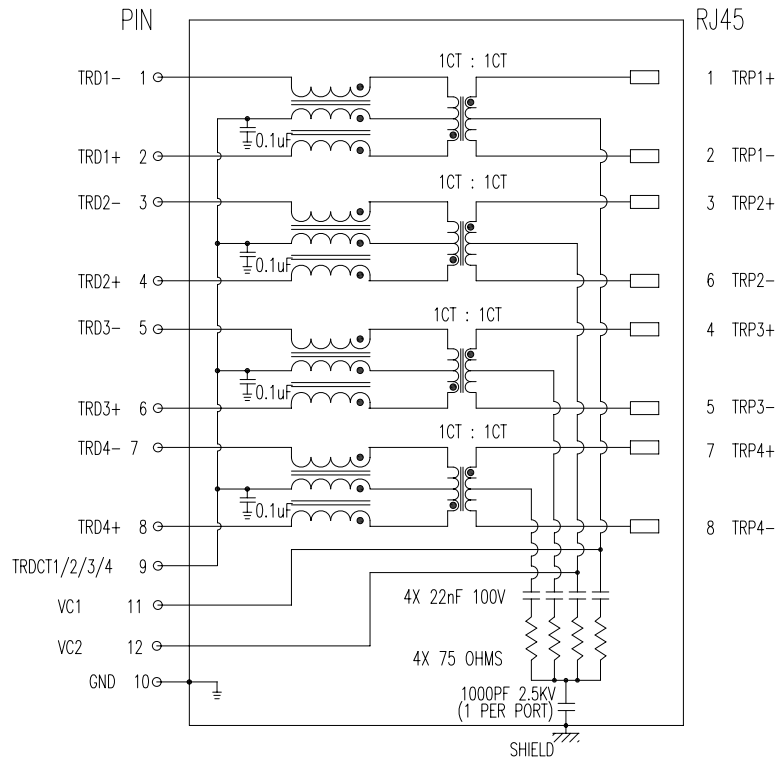 PIN RJ45
1CT : 1CT
TRD1- 1 1 TRP1+
0.1uF
TRD1+ 2 2 TRP1-
1CT : 1CT
TRD2- 3 3 TRP2+
0.1uF
TRD2+ 4 6 TRP2-
1CT : 1CT
TRD3- 5 4 TRP3+
0.1uF
TRD3+ 6 5 TRP3-
1CT : 1CT
TRD4- 7 7 TRP4+
0.1uF
TRD4+ 8 8 TRP4-
TRDCT1/2/3/4 9
4X 22nF 100V
VC1 11
VC2 12
4X 75 OHMS
GND 10
1000PF 2.5KV
(1 PER PORT)
SHIELD